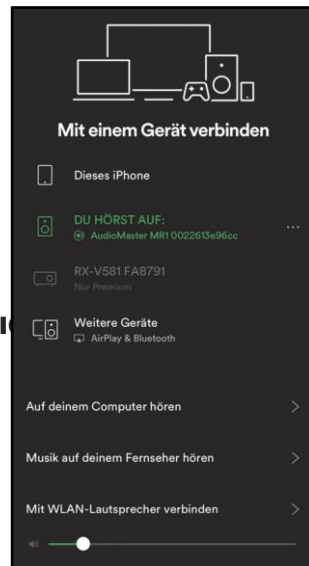 Mit einem Gerät verbinden
Dieses iPhone
DU HÖRST AUF:
AudioMaster MR1 0022613e96cc
RX-V581 FA8791
Nur Premium
Weitere Geräte
AirPlay & Bluetooth
Auf deinem Computer hören
Musik auf deinem Fernseher hören
Mit WLAN-Lautsprecher verbinden